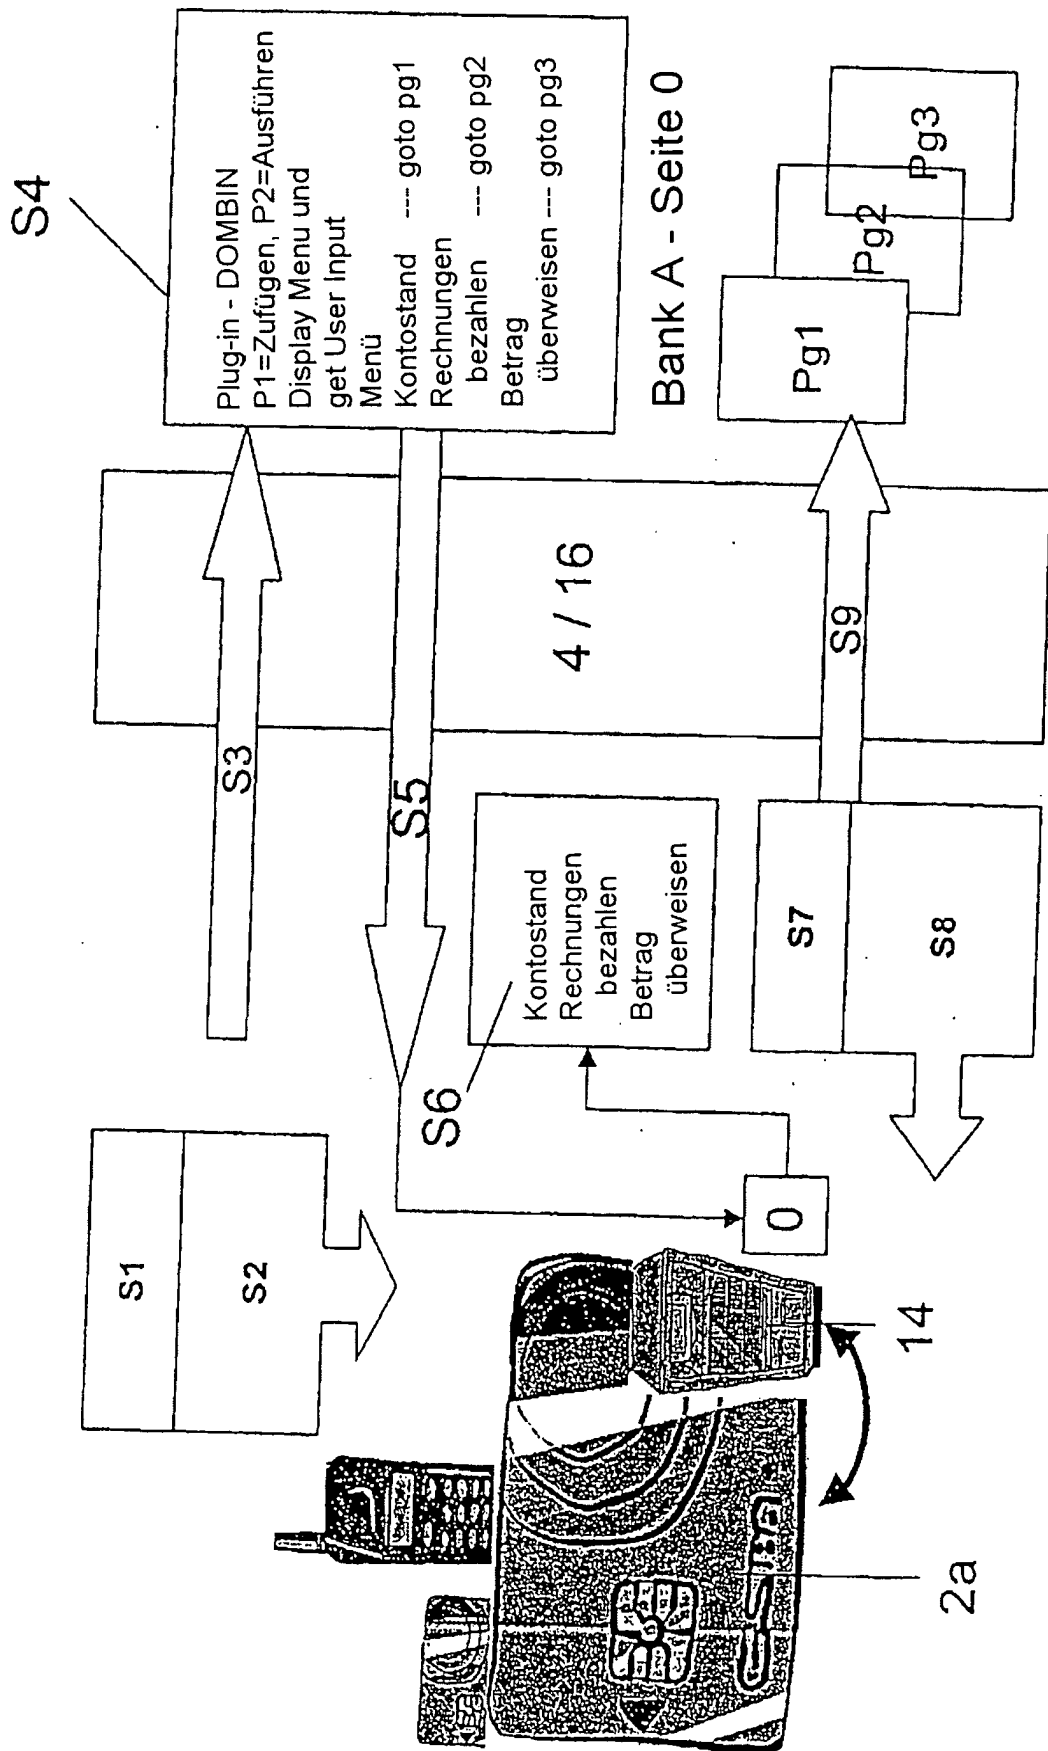 S4
Plug-in - DOMBIN
P1=Zufügen, P2=Ausführen
Display Menu und
get User Input
Menü
Kontostand --- goto pg1
Rechnungen
bezahlen --- goto pg2
Betrag
überweisen --- goto pg3
Bank A - Seite 0
S1
S2
S3
S5
4 / 16
S6
Kontostand
Rechnungen
bezahlen
Betrag
überweisen
S7
S8
S9
Pg1
Pg2
Pg3
0
14
2a